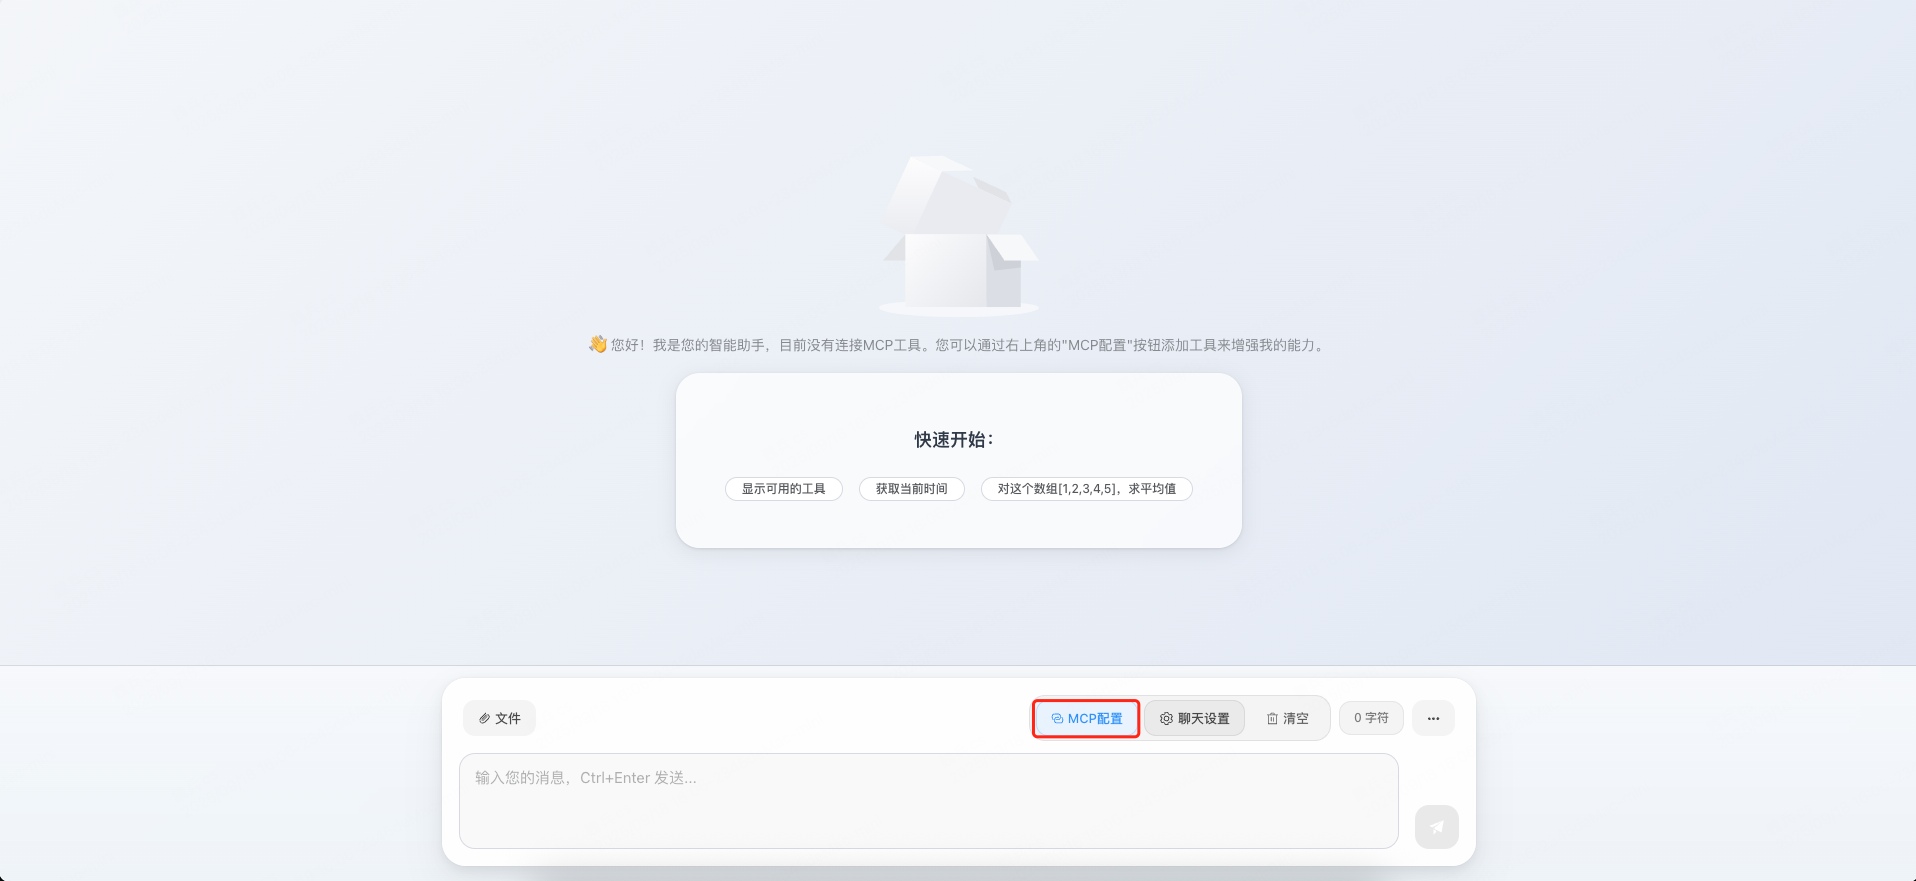 👋 您好！我是您的智能助手，目前没有连接MCP工具。您可以通过右上角的"MCP配置"按钮添加工具来增强我的能力。
快速开始：
显示可用的工具 获取当前时间 对这个数组[1,2,3,4,5]，求平均值
文件 MCP配置 聊天设置 清空 0 字符 ···
输入您的消息，Ctrl+Enter 发送...